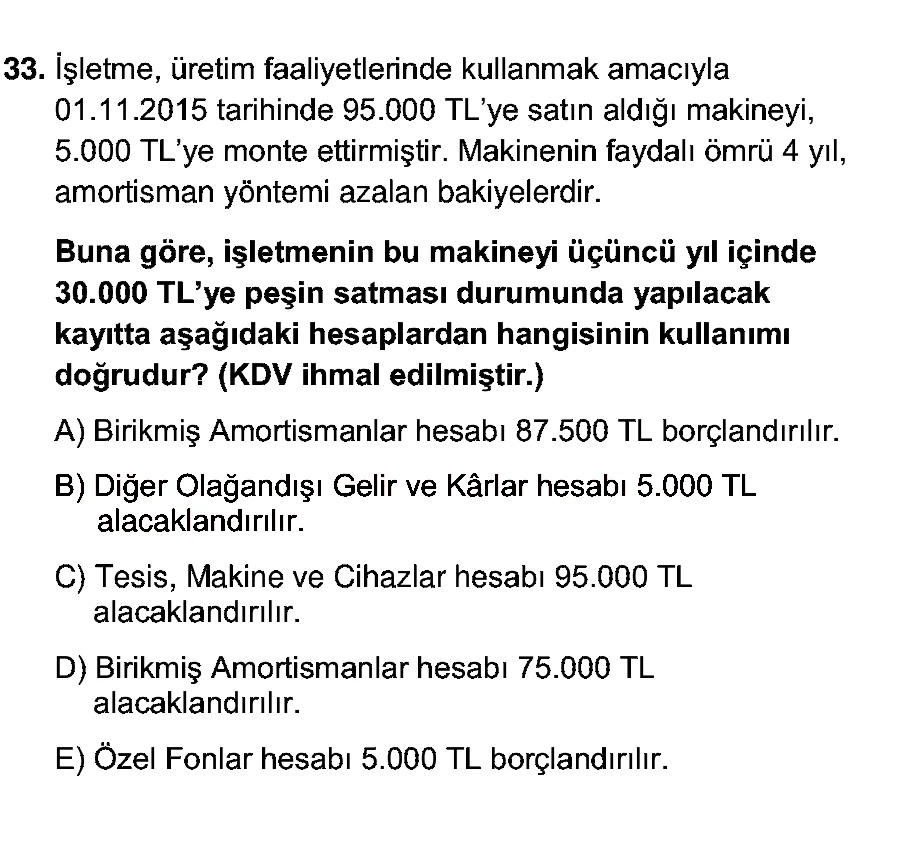 33. İşletme, üretim faaliyetlerinde kullanmak amacıyla
01.11.2015 tarihinde 95.000 TL’ye satın aldığı makineyi,
5.000 TL’ye monte ettirmiştir. Makinenin faydalı ömrü 4 yıl,
amortisman yöntemi azalan bakiyelerdir.
Buna göre, işletmenin bu makineyi üçüncü yıl içinde
30.000 TL’ye peşin satması durumunda yapılacak
kayıtta aşağıdaki hesaplardan hangisinin kullanımı
doğrudur? (KDV ihmal edilmiştir.)
A) Birikmiş Amortismanlar hesabı 87.500 TL borçlandırılır.
B) Diğer Olağandışı Gelir ve Kârlar hesabı 5.000 TL
alacaklandırılır.
C) Tesis, Makine ve Cihazlar hesabı 95.000 TL
alacaklandırılır.
D) Birikmiş Amortismanlar hesabı 75.000 TL
alacaklandırılır.
E) Özel Fonlar hesabı 5.000 TL borçlandırılır.